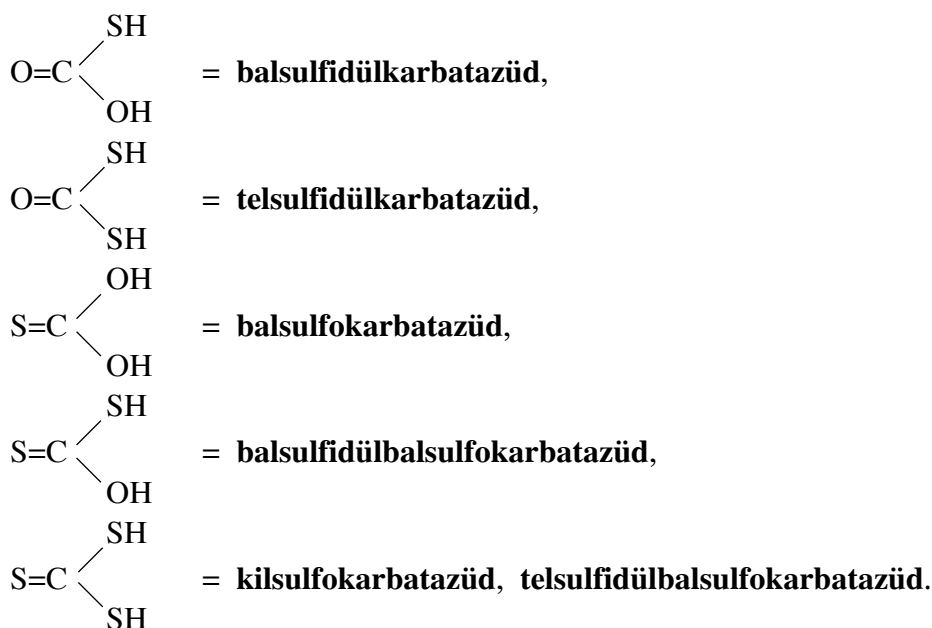 SH
O=C = balsulfidülkarbatazüd,
OH
SH
O=C = telsulfidülkarbatazüd,
SH
OH
S=C = balsulfokarbatazüd,
OH
SH
S=C = balsulfidülbalsulfokarbatazüd,
OH
SH
S=C = kilsulfokarbatazüd, telsulfidülbalsulfokarbatazüd.
SH